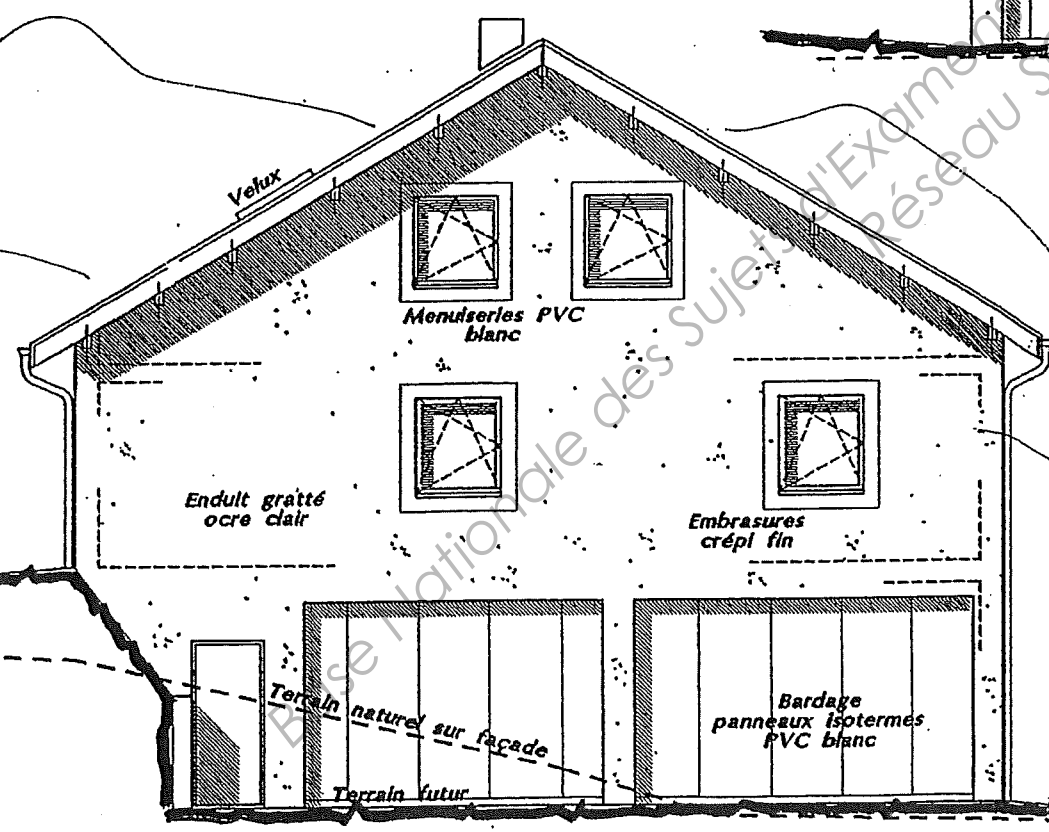 Velux
Menuiseries PVC
blanc
Enduit gratté
ocre clair
Embrasures
crépi fin
Terrain naturel sur façade
Bardage
panneaux isotermes
PVC blanc
Terrain futur
Base Nationale des Sujets d'Examens
Réseau